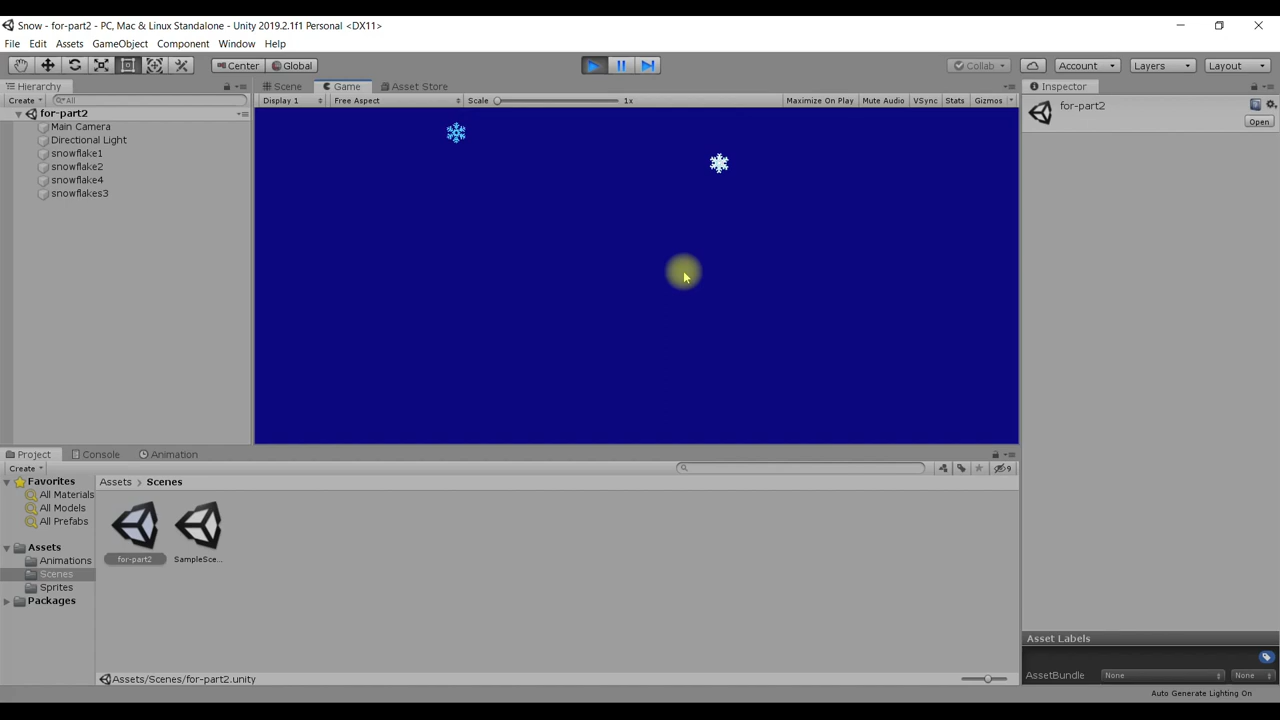 Snow - for-part2 - PC, Mac & Linux Standalone - Unity 2019.2.1f1 Personal <DX11>
File Edit Assets GameObject Component Window Help
Center Global Collab Account Layers Layout
Hierarchy Scene Game Asset Store Inspector
Create All Display 1 Free Aspect Scale 1x Maximize On Play Mute Audio VSync Stats Gizmos for-part2
for-part2 Open
Main Camera
Directional Light
snowflake1
snowflake2
snowflake4
snowflakes3
Project Console Animation
Create 9
Favorites Assets Scenes
All Materials
All Models
All Prefabs
Assets for-part2 SampleSce...
Animations
Scenes
Sprites
Packages
Asset Labels
Assets/Scenes/for-part2.unity AssetBundle None None
Auto Generate Lighting On